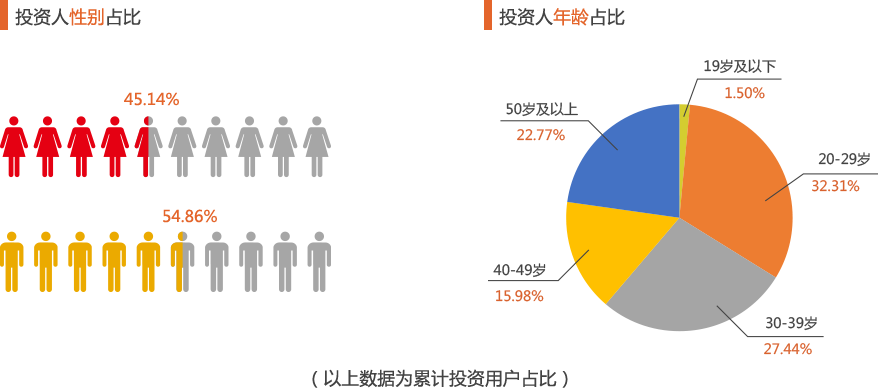 投资人性别占比
45.14%
54.86%
投资人年龄占比
19岁及以下
1.50%
50岁及以上
22.77%
20-29岁
32.31%
40-49岁
15.98%
30-39岁
27.44%
（以上数据为累计投资用户占比）